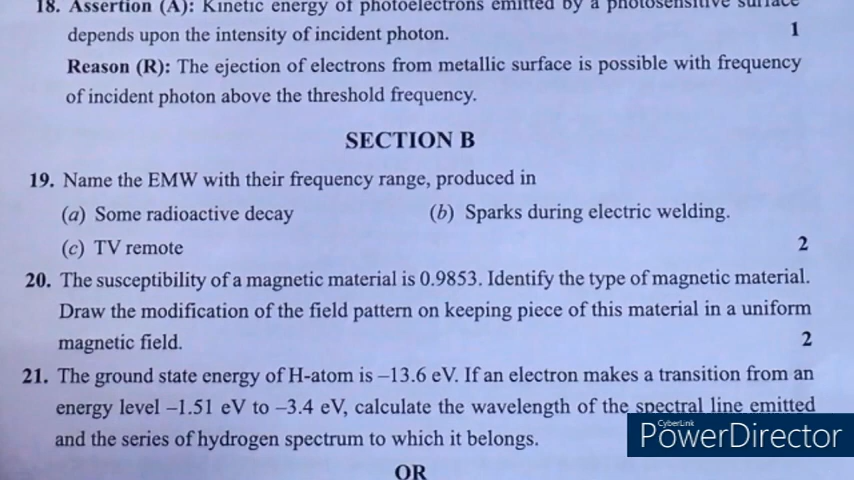 18. Assertion (A): Kinetic energy of photoelectrons emitted by a photosensitive surface
depends upon the intensity of incident photon. 1
Reason (R): The ejection of electrons from metallic surface is possible with frequency
of incident photon above the threshold frequency.
SECTION B
19. Name the EMW with their frequency range, produced in
(a) Some radioactive decay (b) Sparks during electric welding.
(c) TV remote 2
20. The susceptibility of a magnetic material is 0.9853. Identify the type of magnetic material.
Draw the modification of the field pattern on keeping piece of this material in a uniform
magnetic field. 2
21. The ground state energy of H-atom is –13.6 eV. If an electron makes a transition from an
energy level –1.51 eV to –3.4 eV, calculate the wavelength of the spectral line emitted
and the series of hydrogen spectrum to which it belongs.
CyberLink
PowerDirector
OR